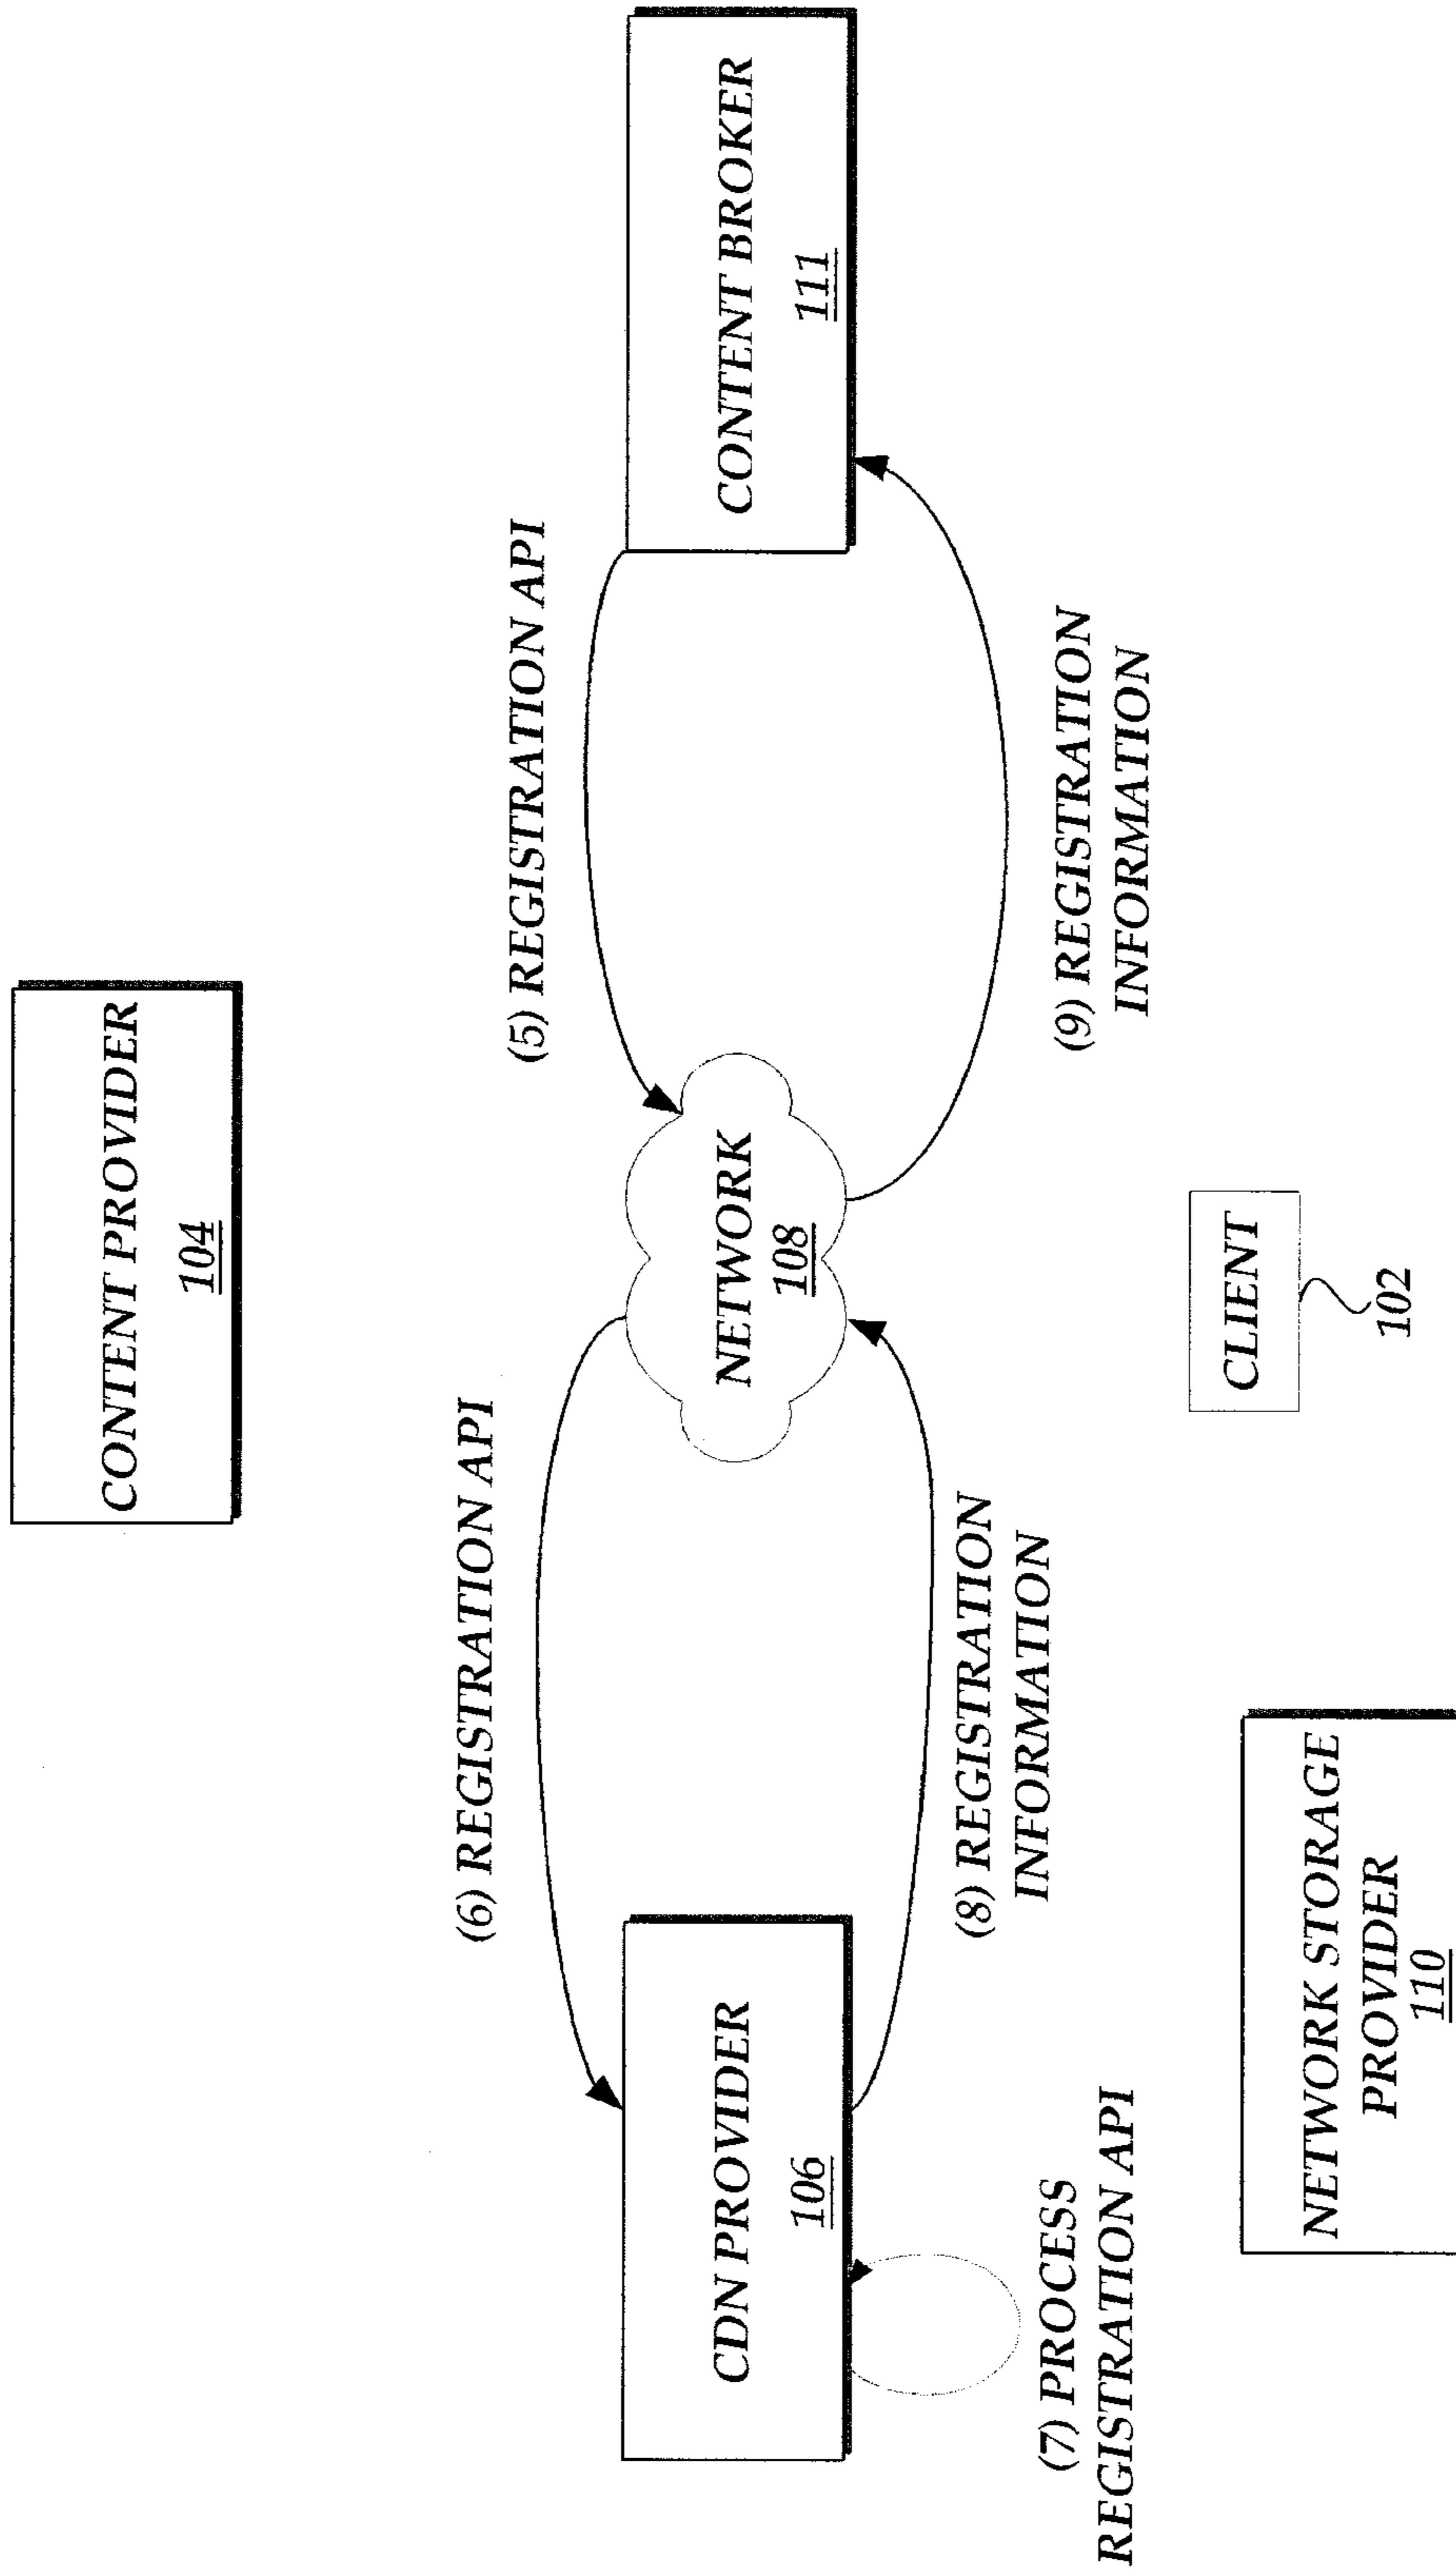 CONTENT PROVIDER
104
(6) REGISTRATION API
(5) REGISTRATION API
CDN PROVIDER
106
NETWORK
108
CONTENT BROKER
111
(7) PROCESS
REGISTRATION API
(8) REGISTRATION
INFORMATION
(9) REGISTRATION
INFORMATION
NETWORK STORAGE
PROVIDER
110
CLIENT
102